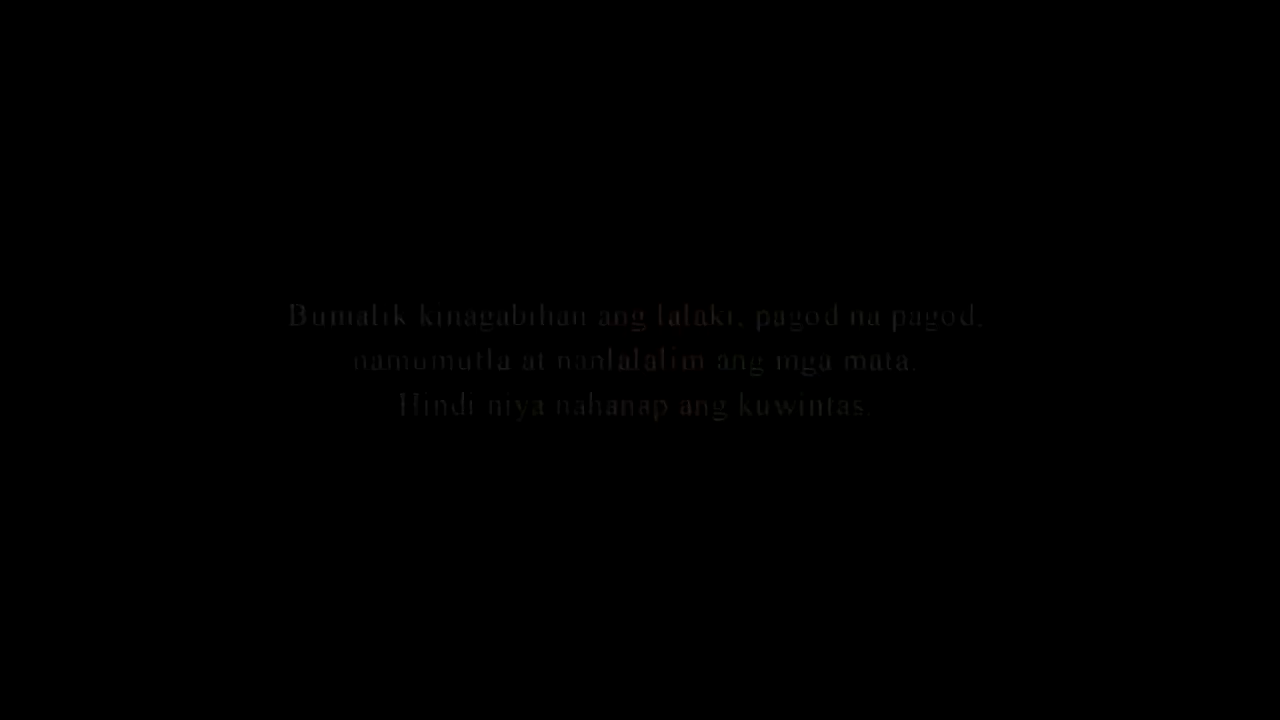 Bumalik kinagabihan ang lalaki, pagod na pagod,
namumutla at nanlalalim ang mga mata.
Hindi niya nahanap ang kuwintas.